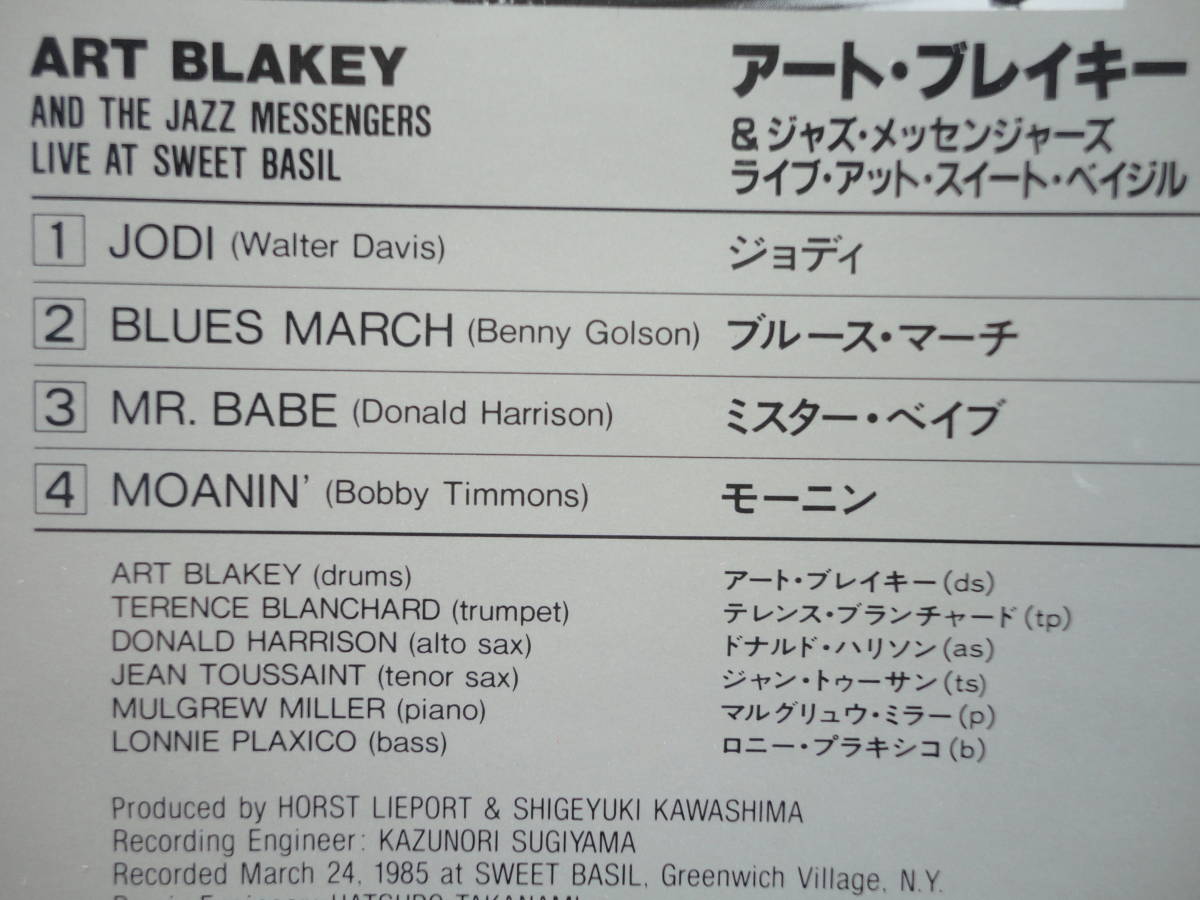 ART BLAKEY
AND THE JAZZ MESSENGERS
LIVE AT SWEET BASIL
アート・ブレイキー
&ジャズ・メッセンジャーズ
ライブ・アット・スイート・ベイジル
1 JODI (Walter Davis) ジョディ
2 BLUES MARCH (Benny Golson) ブルース・マーチ
3 MR. BABE (Donald Harrison) ミスター・ベイブ
4 MOANIN' (Bobby Timmons) モーニン
ART BLAKEY (drums) アート・ブレイキー(ds)
TERENCE BLANCHARD (trumpet) テレンス・ブランチャード(tp)
DONALD HARRISON (alto sax) ドナルド・ハリソン(as)
JEAN TOUSSAINT (tenor sax) ジャン・トゥーサン(ts)
MULGREW MILLER (piano) マルグリュウ・ミラー(p)
LONNIE PLAXICO (bass) ロニー・プラキシコ(b)
Produced by HORST LIEPORT & SHIGEYUKI KAWASHIMA
Recording Engineer: KAZUNORI SUGIYAMA
Recorded March 24, 1985 at SWEET BASIL, Greenwich Village, N.Y.